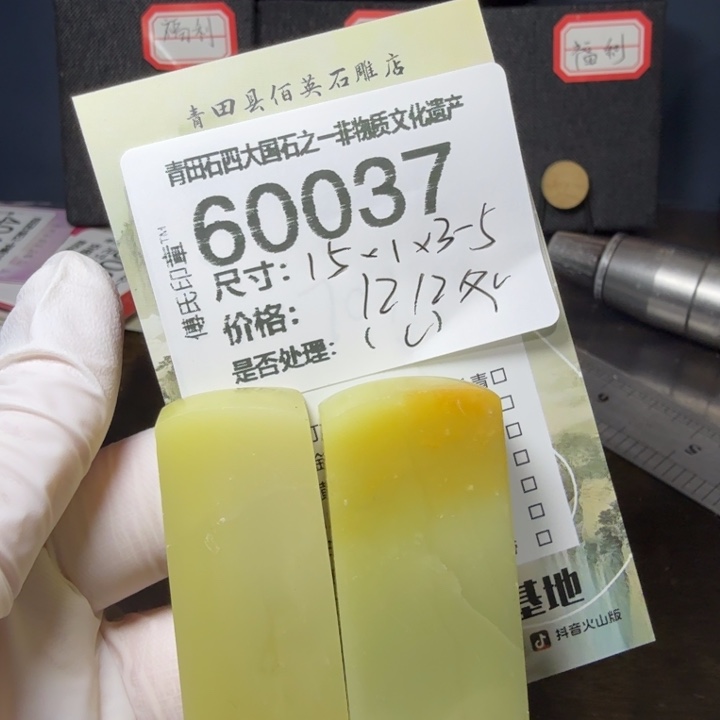 福利
福利
青田县佰英石雕店
青田石四大国石之一非物质文化遗产
60037
傅氏印章™
尺寸：15×1×3-5
价格：1212
是否处理：
青□
基地
抖音火山版
5